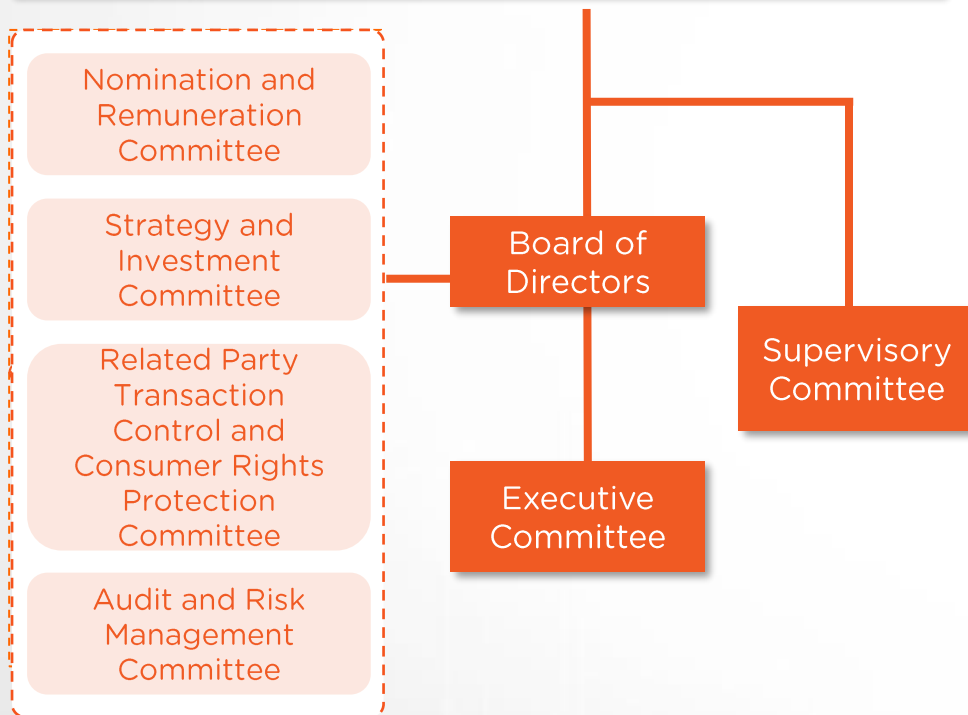 Nomination and
Remuneration
Committee
Strategy and
Investment
Committee
Related Party
Transaction
Control and
Consumer Rights
Protection
Committee
Audit and Risk
Management
Committee
Board of
Directors
Executive
Committee
Supervisory
Committee